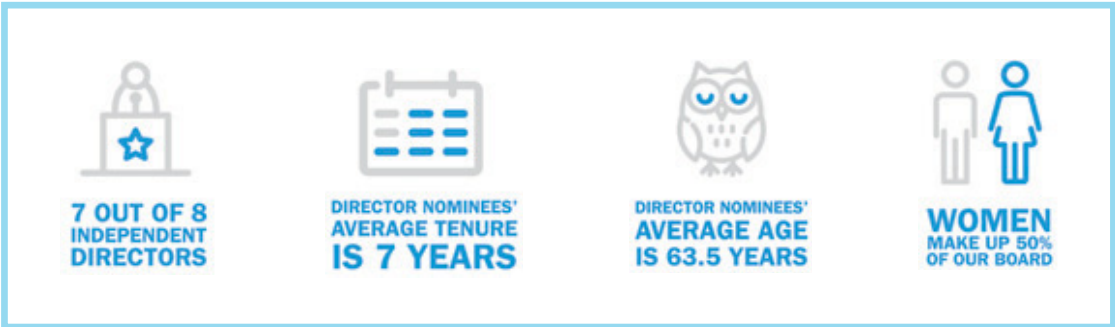 7 OUT OF 8
INDEPENDENT
DIRECTORS
DIRECTOR NOMINEES'
AVERAGE TENURE
IS 7 YEARS
DIRECTOR NOMINEES'
AVERAGE AGE
IS 63.5 YEARS
WOMEN
MAKE UP 50%
OF OUR BOARD